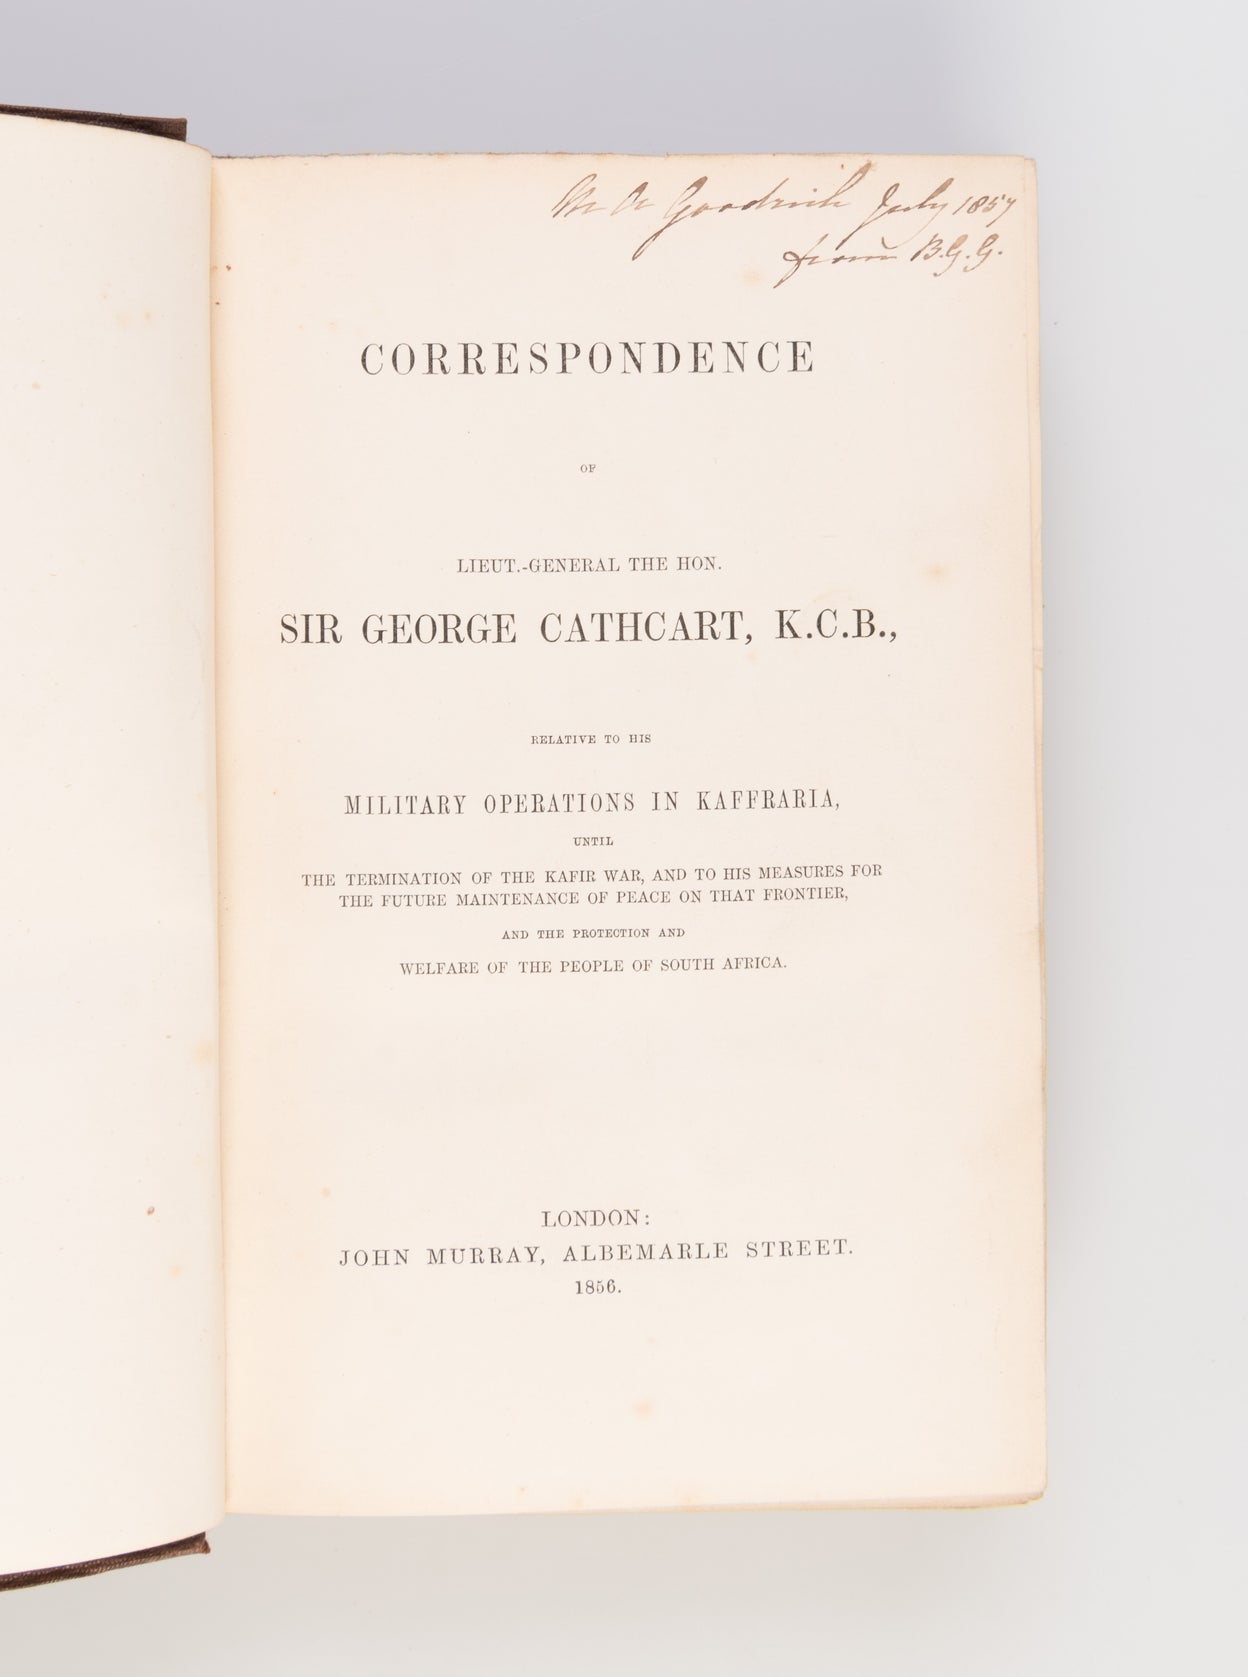 M A Goodrich July 1857
from B.G.G.
CORRESPONDENCE
OF
LIEUT.-GENERAL THE HON.
SIR GEORGE CATHCART, K.C.B.,
RELATIVE TO HIS
MILITARY OPERATIONS IN KAFFRARIA,
UNTIL
THE TERMINATION OF THE KAFIR WAR, AND TO HIS MEASURES FOR
THE FUTURE MAINTENANCE OF PEACE ON THAT FRONTIER,
AND THE PROTECTION AND
WELFARE OF THE PEOPLE OF SOUTH AFRICA.
LONDON:
JOHN MURRAY, ALBEMARLE STREET.
1856.